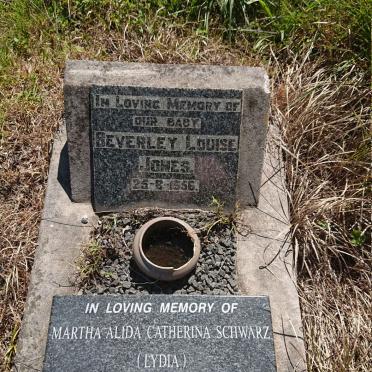 IN LOVING MEMORY OF
OUR BABY
BEVERLEY LOUISE
JONES.
25-8-1956.
IN LOVING MEMORY OF
MARTHA ALIDA CATHERINA SCHWARZ
(LYDIA)